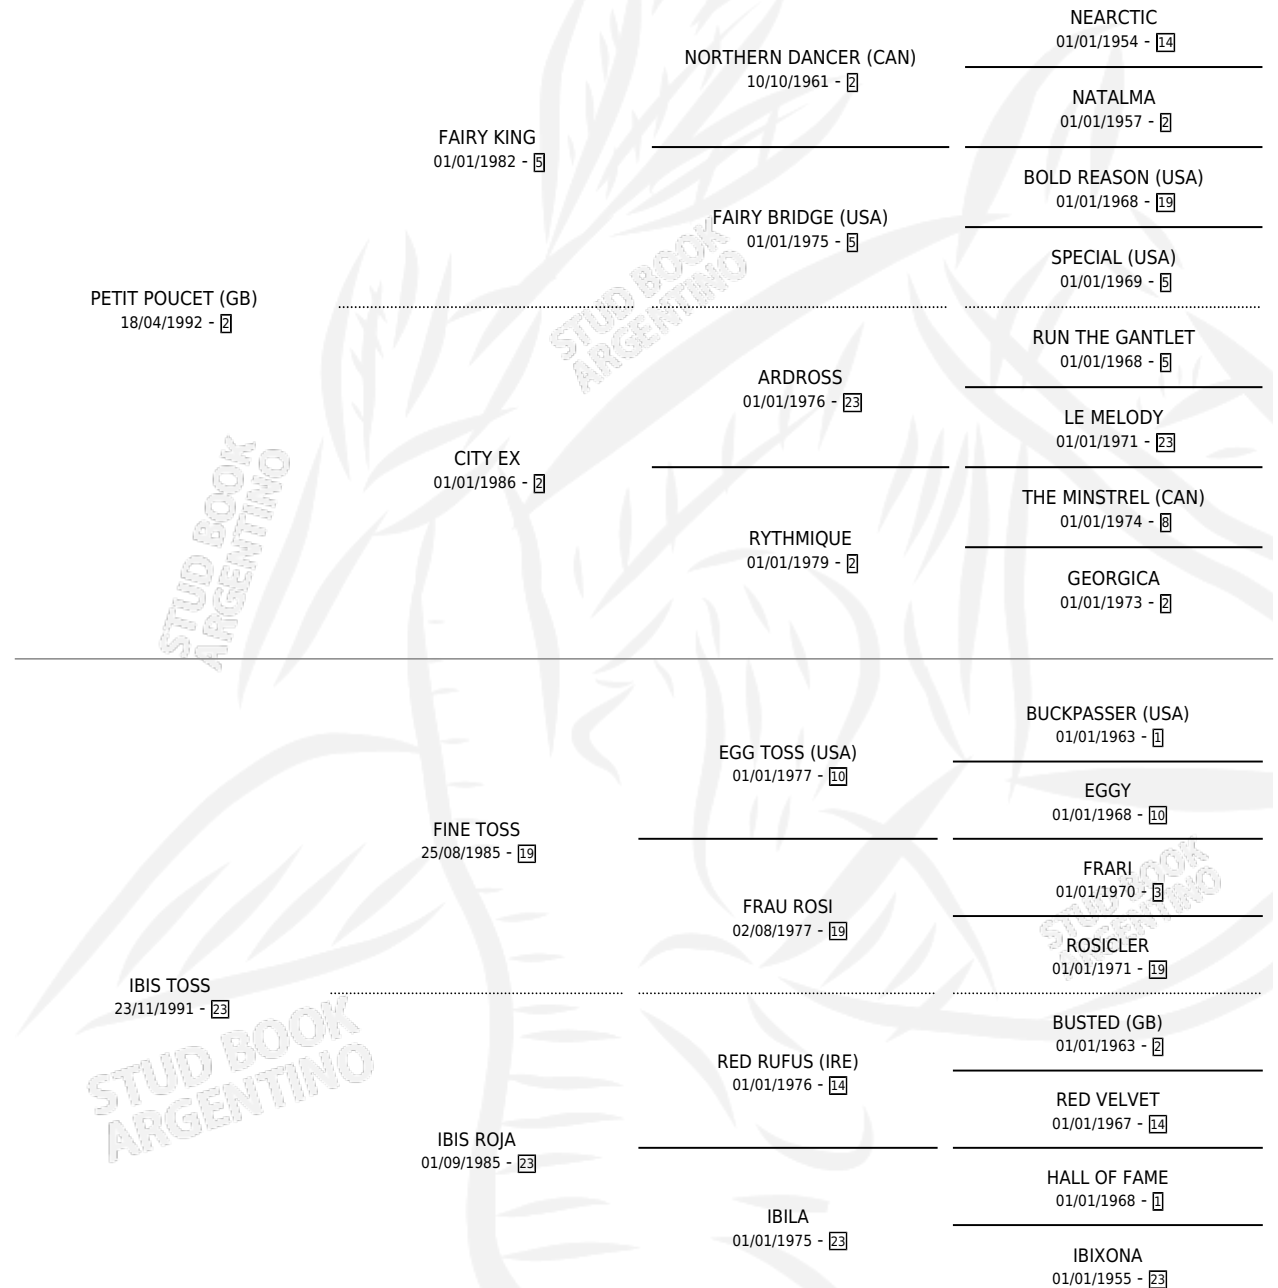 NEARCTIC
01/01/1954 - 14
NORTHERN DANCER (CAN)
10/10/1961 - 2
NATALMA
01/01/1957 - 2
FAIRY KING
01/01/1982 - 5
BOLD REASON (USA)
01/01/1968 - 19
FAIRY BRIDGE (USA)
01/01/1975 - 5
SPECIAL (USA)
01/01/1969 - 5
STUD BOOK
ARGENTINO
PETIT POUCET (GB)
18/04/1992 - 2
RUN THE GANTLET
01/01/1968 - 5
ARDROSS
01/01/1976 - 23
LE MELODY
01/01/1971 - 23
CITY EX
01/01/1986 - 2
THE MINSTREL (CAN)
01/01/1974 - 8
RYTHMIQUE
01/01/1979 - 2
GEORGICA
01/01/1973 - 2
STUD BOOK
ARGENTINO
BUCKPASSER (USA)
01/01/1963 - 1
EGG TOSS (USA)
01/01/1977 - 10
EGGY
01/01/1968 - 10
FINE TOSS
25/08/1985 - 19
FRARI
01/01/1970 - 3
FRAU ROSI
02/08/1977 - 19
STUD BOOK
ARGENTINO
ROSICLER
01/01/1971 - 19
IBIS TOSS
23/11/1991 - 23
BUSTED (GB)
01/01/1963 - 2
STUD BOOK
ARGENTINO
RED RUFUS (IRE)
01/01/1976 - 14
RED VELVET
01/01/1967 - 14
IBIS ROJA
01/09/1985 - 23
HALL OF FAME
01/01/1968 - 1
IBILA
01/01/1975 - 23
IBIXONA
01/01/1955 - 23